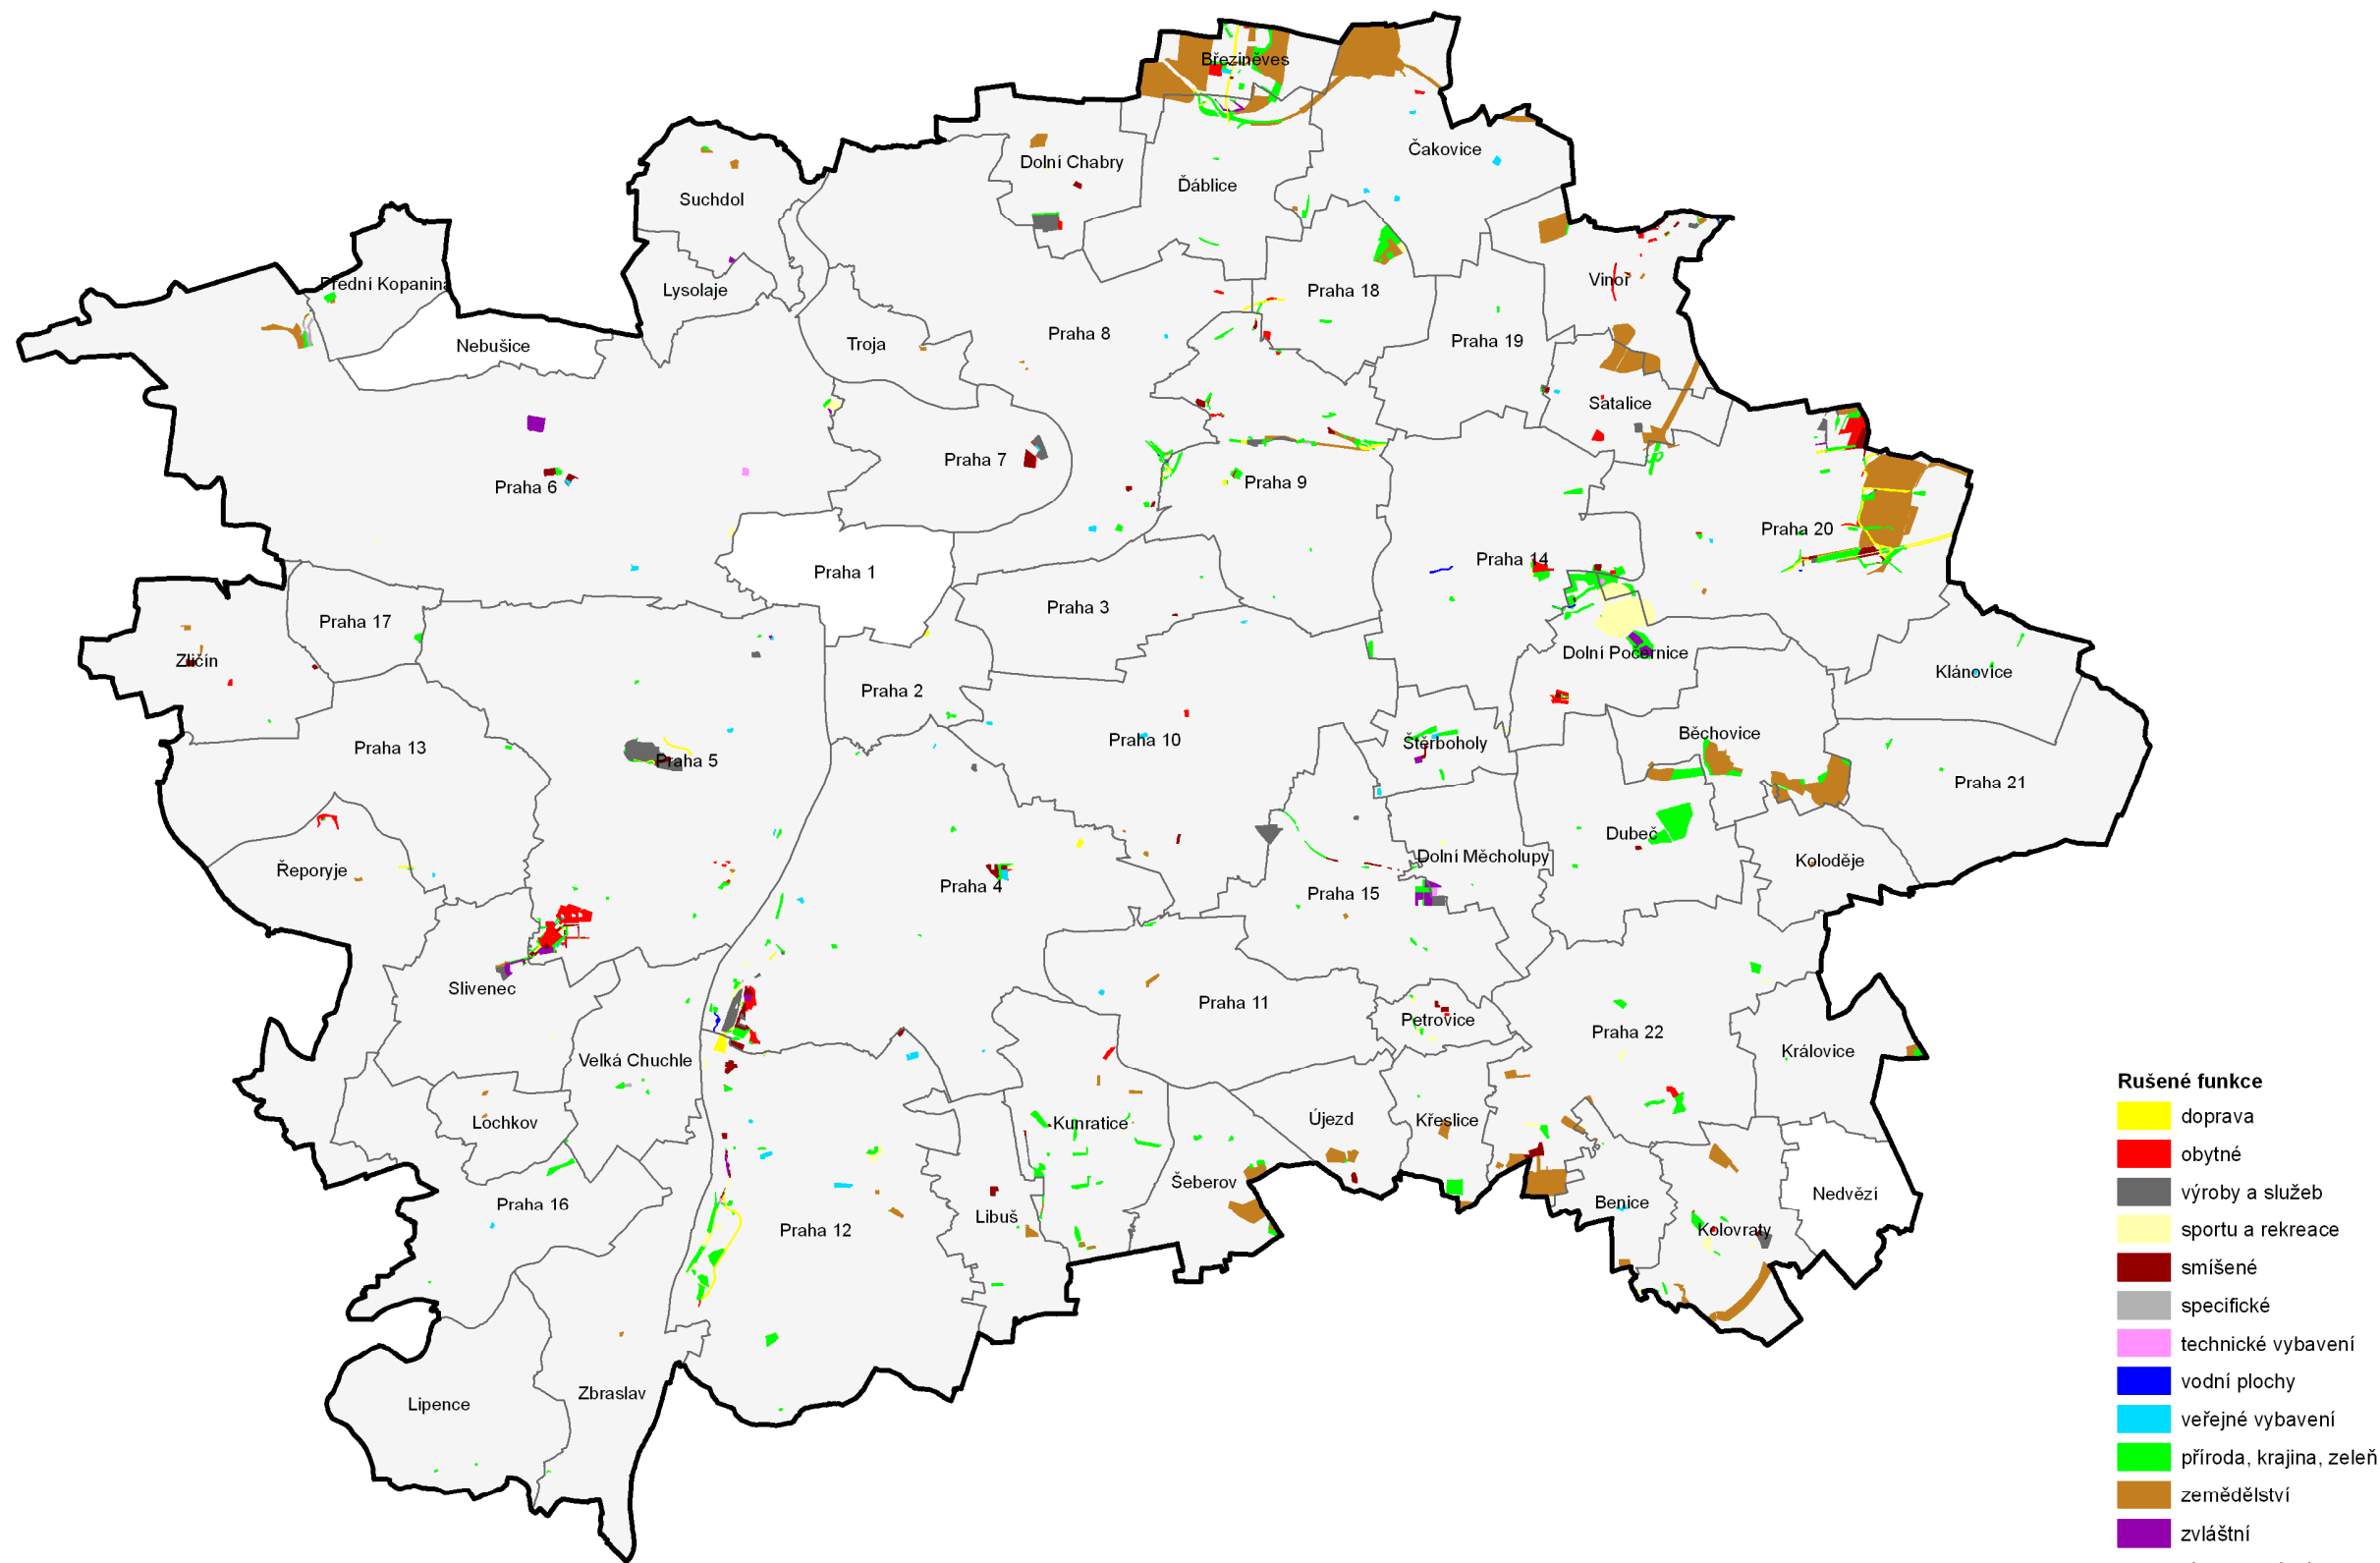 Březiněves
Čakovice
Dolní Chabry
Ďáblice
Suchdol
Vinoř
Přední Kopanina
Lysolaje
Praha 18
Nebušice
Troja
Praha 8
Praha 19
Satalice
Praha 7
Praha 9
Praha 6
Praha 20
Praha 14
Praha 1
Praha 3
Praha 17
Zličín
Dolní Počernice
Klánovice
Praha 2
Běchovice
Praha 13
Praha 10
Štěrboholy
Praha 5
Praha 21
Dubeč
Koloděje
Dolní Měcholupy
Řeporyje
Praha 4
Praha 15
Slivenec
Praha 11
Petrovice
Praha 22
Královice
Velká Chuchle
Lochkov
Kunratice
Újezd
Křeslice
Šeberov
Nedvězí
Praha 16
Benice
Libuš
Praha 12
Kolovraty
Zbraslav
Lipence
Rušené funkce
doprava
obytné
výroby a služeb
sportu a rekreace
smíšené
specifické
technické vybavení
vodní plochy
veřejné vybavení
příroda, krajina, zeleň
zemědělství
zvláštní